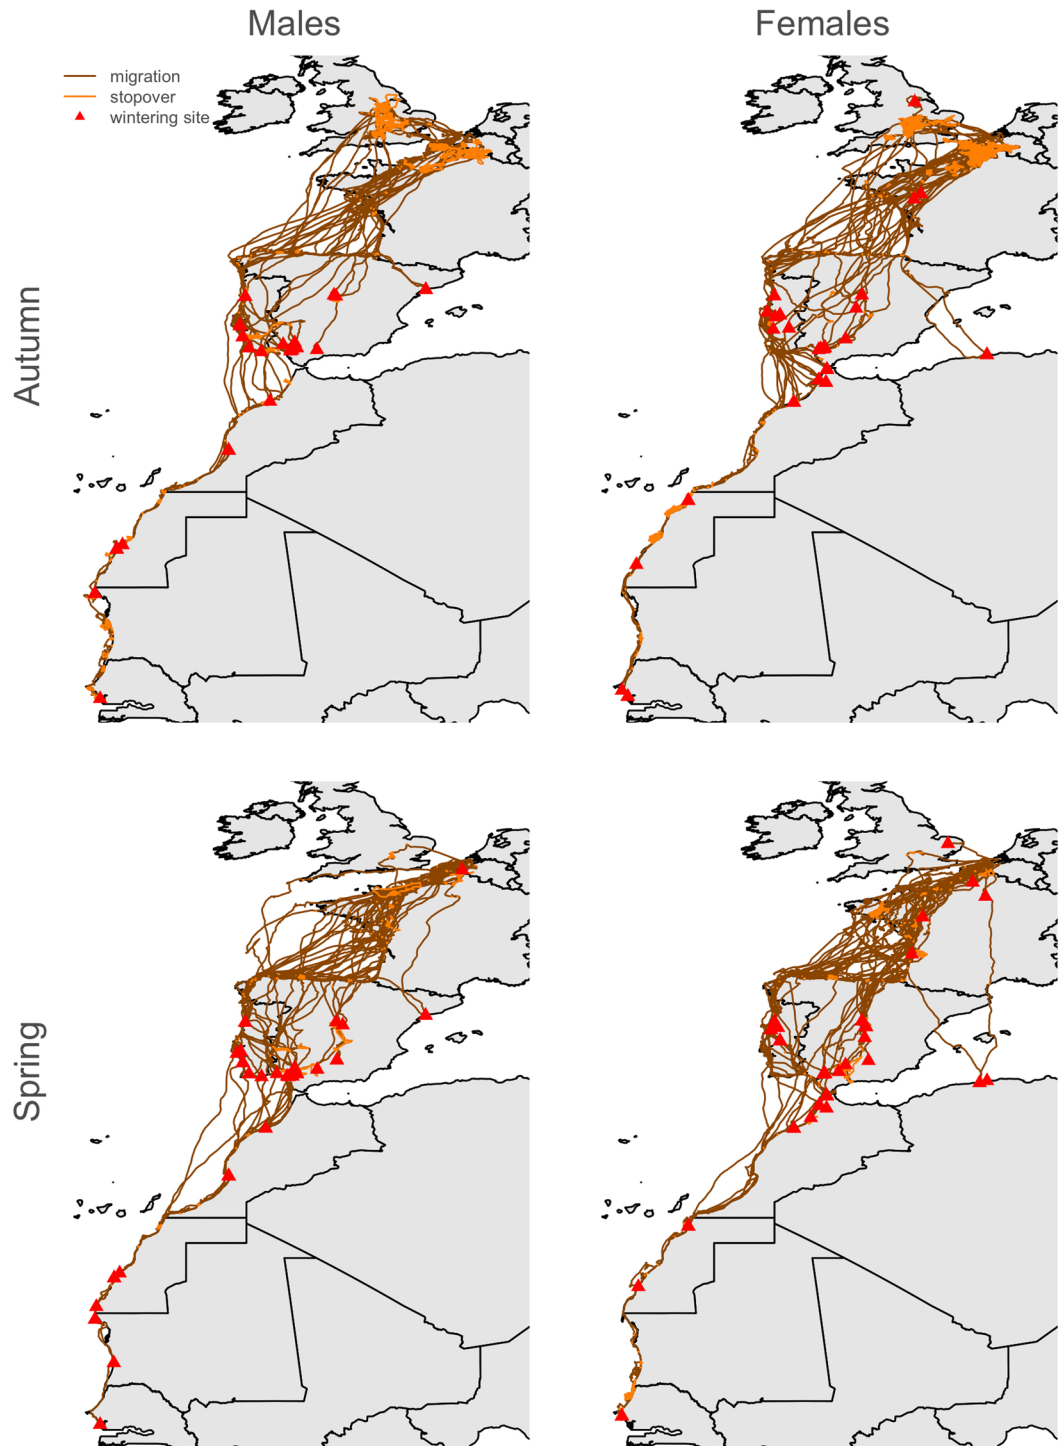 Males
Females
migration
stopover
wintering site
Autumn
Spring